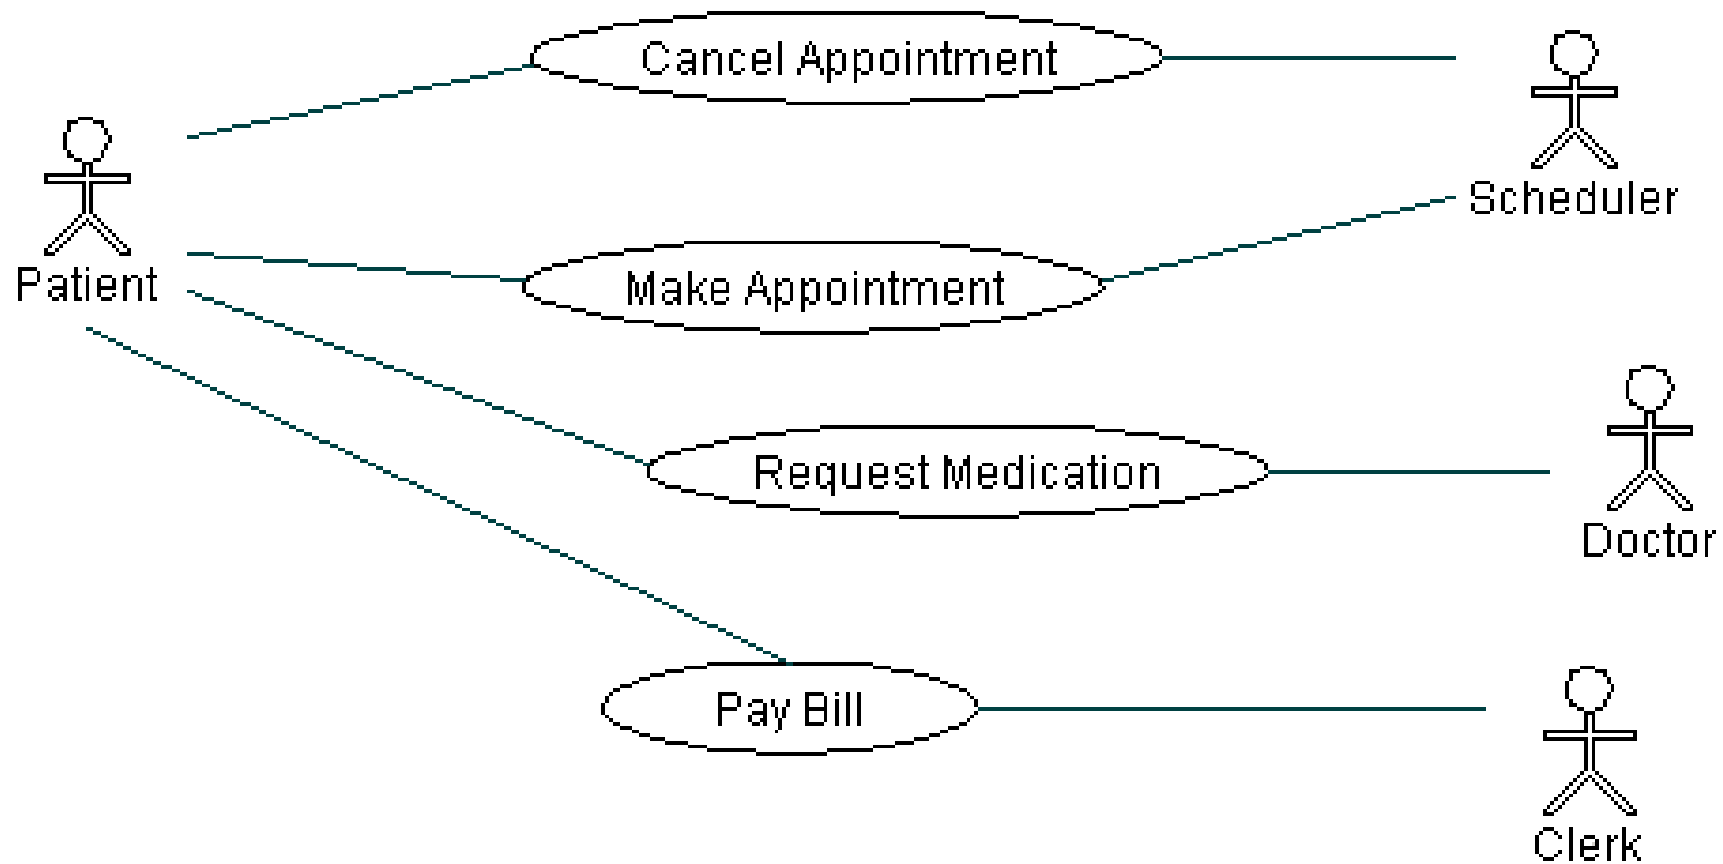 Cancel Appointment
Scheduler
Patient
Make Appointment
Request Medication
Doctor
Pay Bill
Clerk